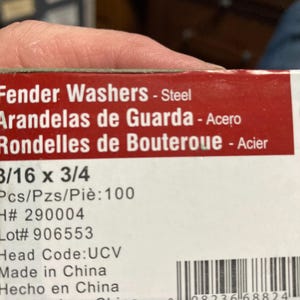 Fender Washers - Steel
Arandelas de Guarda - Acero
Rondelles de Bouteroue - Acier
3/16 x 3/4
Pcs/Pzs/Piè:100
H# 290004
Lot# 906553
Head Code:UCV
Made in China
Hecho en China